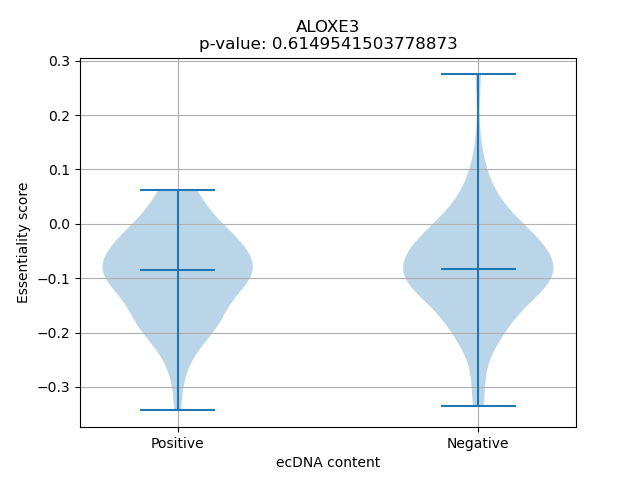 ALOXE3
p-value: 0.6149541503778873
0.3
0.2
0.1
0.0
−0.1
−0.2
−0.3
Essentiality score
Positive
Negative
ecDNA content